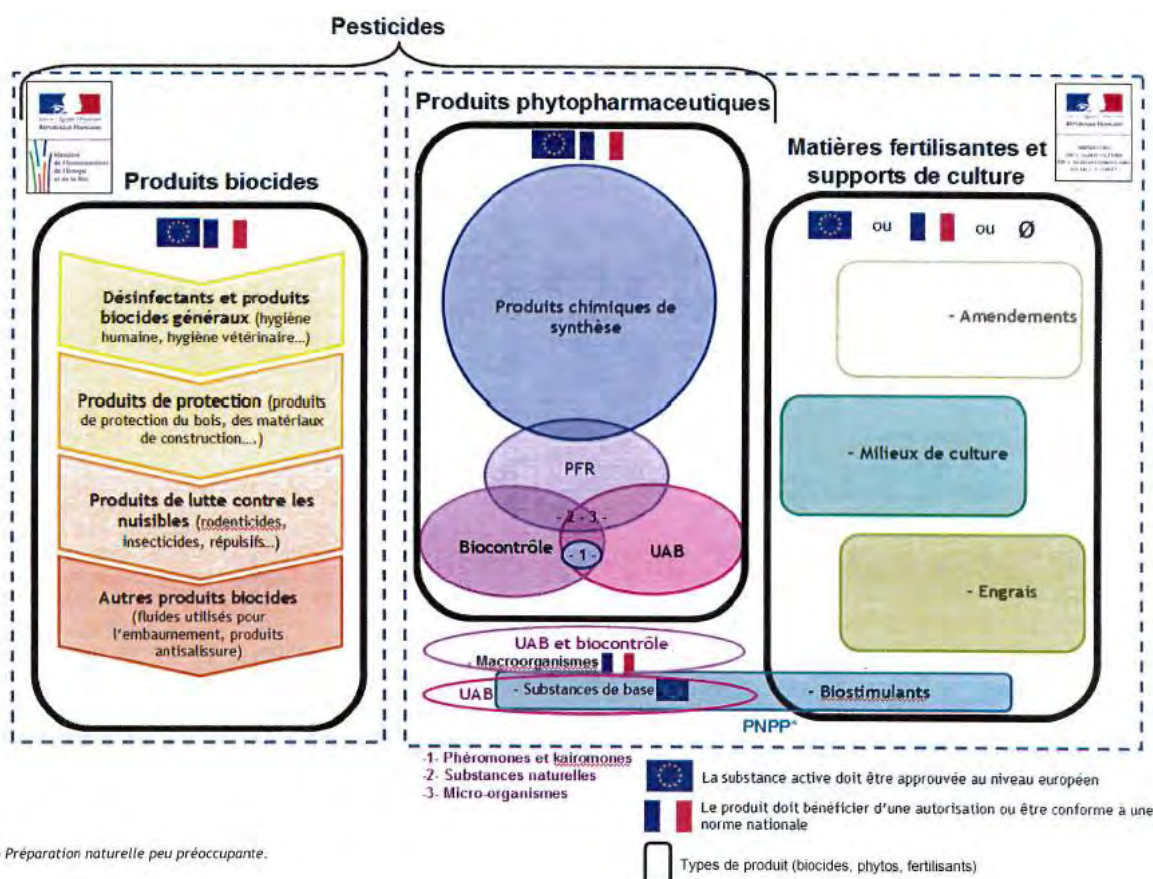 Pesticides
Produits phytopharmaceutiques
Matières fertilisantes et
supports de culture
RÉPUBLIQUE FRANÇAISE
Produits biocides
ou ou Ø
Désinfectants et produits
biocides généraux (hygiène
humaine, hygiène vétérinaire...)
Produits de protection (produits
de protection du bois, des matériaux
de construction....)
Produits de lutte contre les
nuisibles (rodenticides,
insecticides, répulsifs...)
Autres produits biocides
(fluides utilisés pour
l'embaumement, produits
antisalissure)
Produits chimiques de
synthèse
PFR
- 2 - 3 -
Biocontrôle
- 1 -
UAB
- Amendements
- Milieux de culture
- Engrais
UAB et biocontrôle
- Macroorganismes
UAB
- Substances de base
- Biostimulants
PNPP*
-1- Phéromones et kairomones
-2- Substances naturelles
-3- Micro-organismes
La substance active doit être approuvée au niveau européen
Le produit doit bénéficier d'une autorisation ou être conforme à une
norme nationale
Types de produit (biocides, phytos, fertilisants)
Préparation naturelle peu préoccupante.